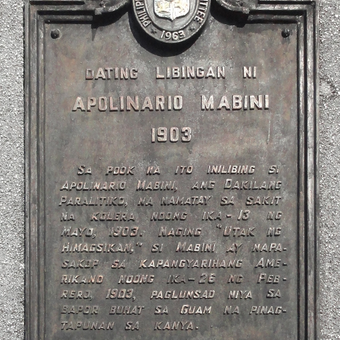 1963
DATING LIBINGAN NI
APOLINARIO MABINI
1903
SA POOK NA ITO INILIBING SI
APOLINARIO MABINI, ANG DAKILANG
PARALITIKO, NA NAMATAY SA SAKIT
NA KOLERA NOONG IKA-13 NG
MAYO, 1903. NAGING "UTAK NG
HIMAGSIKAN," SI MABINI AY NAPA-
SAKOP SA KAPANGYARIHANG AME-
RIKANO NOONG IKA-26 NG PEB-
RERO, 1903, PAGLUNSAD NIYA SA
BAPOR BUHAT SA GUAM NA PINAG-
TAPUNAN SA KANYA.